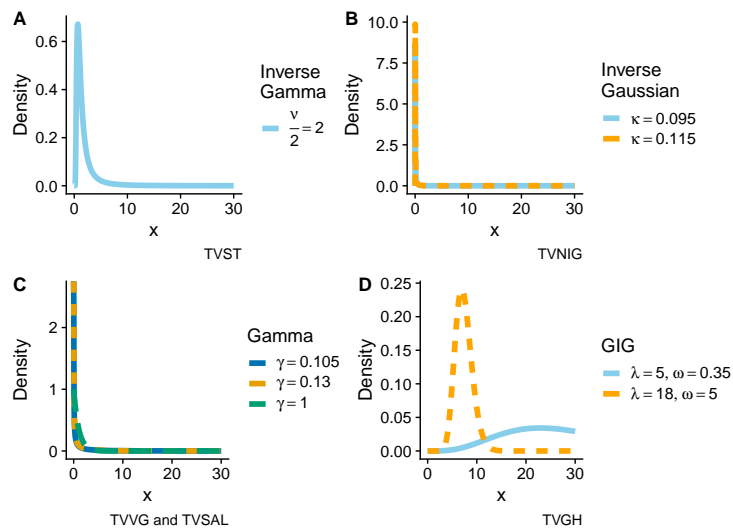 A
Density
0.6
0.4
0.2
0.0
0 10 20 30
x
Inverse
Gamma
ν
2
=2
TVST
B
Density
10.0
7.5
5.0
2.5
0.0
0 10 20 30
x
Inverse
Gaussian
κ = 0.095
κ = 0.115
TVNIG
C
Density
2
1
0
0 10 20 30
x
Gamma
γ = 0.105
γ = 0.13
γ = 1
TVVG and TVSAL
D
Density
0.25
0.20
0.15
0.10
0.05
0.00
0 10 20 30
x
GIG
λ = 5, ω = 0.35
λ = 18, ω = 5
TVGH